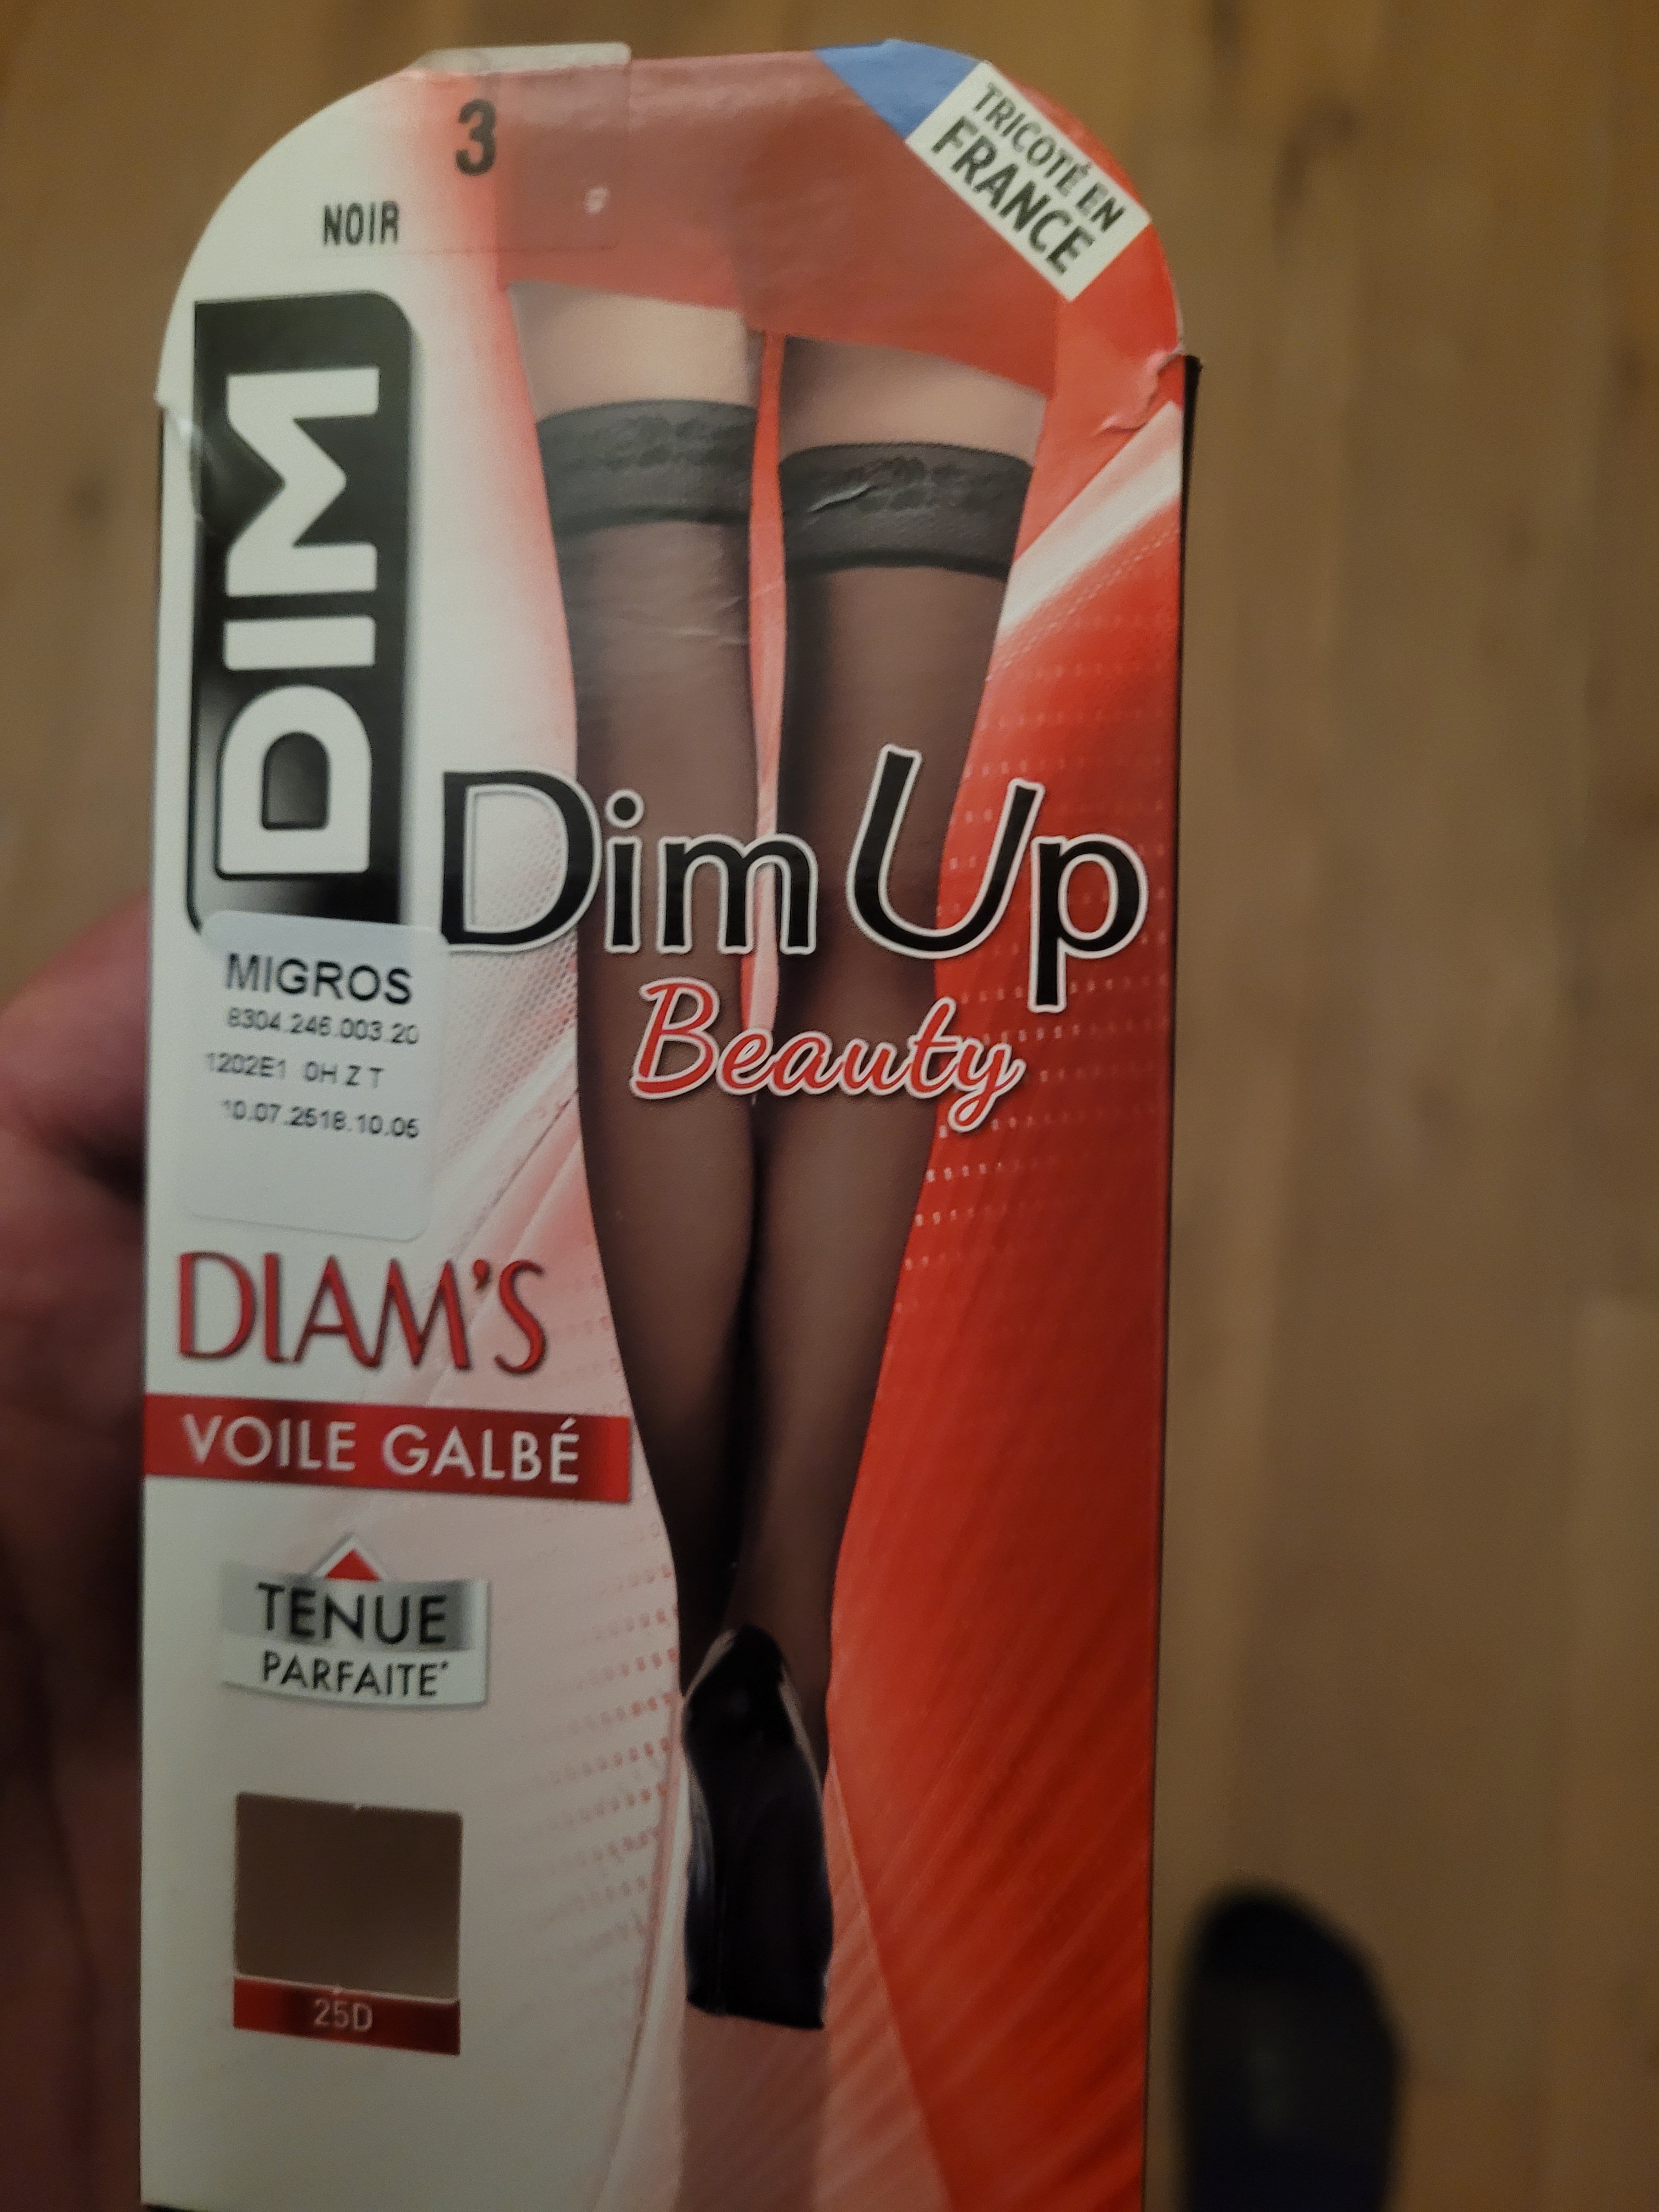 3
NOIR
TRICOTÉ EN
FRANCE
DIM
Dim Up
Beauty
MIGROS
8304.246.003.20
1202E1 0H Z T
10.07.2518.10.05
DIAM'S
VOILE GALBÉ
TENUE
PARFAITE*
25D